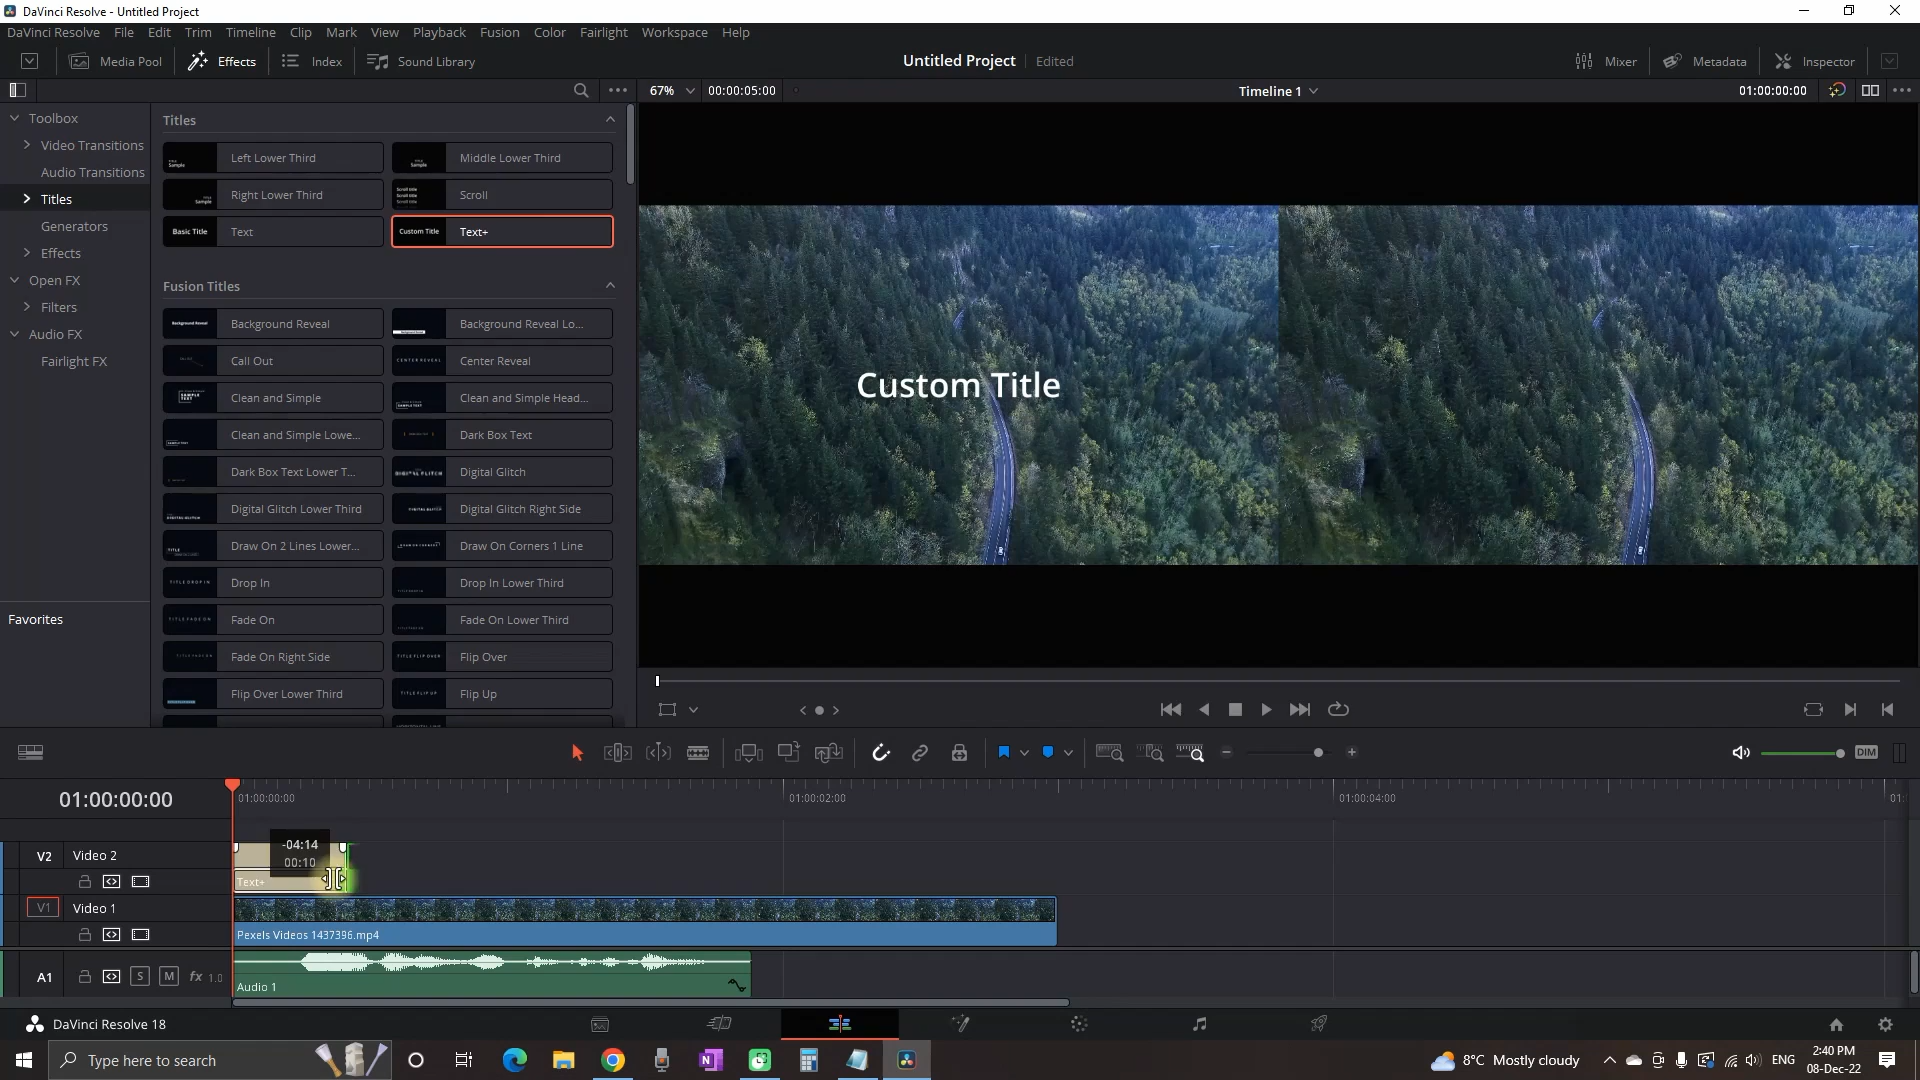 DaVinci Resolve - Untitled Project
DaVinci Resolve File Edit Trim Timeline Clip Mark View Playback Fusion Color Fairlight Workspace Help
Media Pool Effects Index Sound Library Untitled Project Edited Mixer Metadata Inspector
67% 00:00:05:00 Timeline 1 01:00:00:00
Toolbox
Video Transitions
Audio Transitions
Titles
Generators
Effects
Open FX
Filters
Audio FX
Fairlight FX
Favorites
Titles
Left Lower Third Middle Lower Third
Right Lower Third Scroll
Basic Title Text Custom Title Text+
Fusion Titles
Background Reveal Background Reveal Lo...
Call Out Center Reveal
Clean and Simple Clean and Simple Head...
Clean and Simple Lowe... Dark Box Text
Dark Box Text Lower T... Digital Glitch
Digital Glitch Lower Third Digital Glitch Right Side
Draw On 2 Lines Lower... Draw On Corners 1 Line
Drop In Drop In Lower Third
Fade On Fade On Lower Third
Fade On Right Side Flip Over
Flip Over Lower Third Flip Up
Custom Title
DIM
01:00:00:00 01:00:00:00 01:00:02:00 01:00:04:00
V2 Video 2
-04:14
00:10
Text+
V1 Video 1
Pexels Videos 1437396.mp4
A1 S M fx 1.0
Audio 1
DaVinci Resolve 18
Type here to search
8°C Mostly cloudy ENG 2:40 PM
08-Dec-22